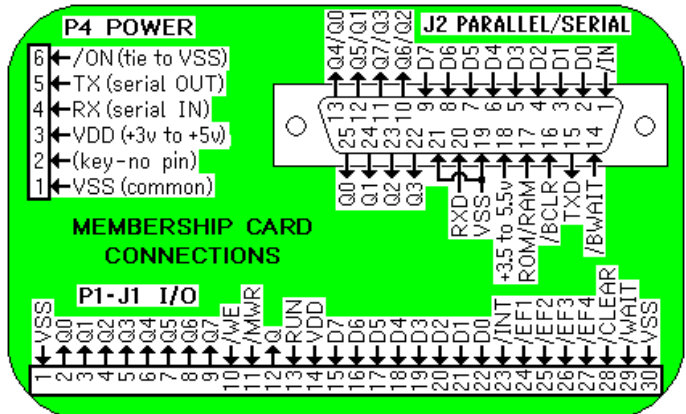 P4 POWER
6 /ON (tie to VSS)
5 TX (serial OUT)
4 RX (serial IN)
3 VDD (+3v to +5v)
2 (key-no pin)
1 VSS (common)
J2 PARALLEL/SERIAL
Q4/Q0 Q5/Q1 Q7/Q3 Q6/Q2 D7 D6 D5 D4 D3 D2 D1 D0 /IN
13 12 11 10 9 8 7 6 5 4 3 2 1
25 24 23 22 21 20 19 18 17 16 15 14
Q0 Q1 Q2 Q3 RXD VSS +3.5 to 5.5v ROM/RAM /BCLR TXD /BWAIT
MEMBERSHIP CARD
CONNECTIONS
P1-J1 I/O
VSS Q0 Q1 Q2 Q3 Q4 Q5 Q6 Q7 /WE /MWR Q RUN VDD D7 D6 D5 D4 D3 D2 D1 D0 /INT /EF1 /EF2 /EF3 /EF4 /CLEAR /WAIT VSS
1 2 3 4 5 6 7 8 9 10 11 12 13 14 15 16 17 18 19 20 21 22 23 24 25 26 27 28 29 30